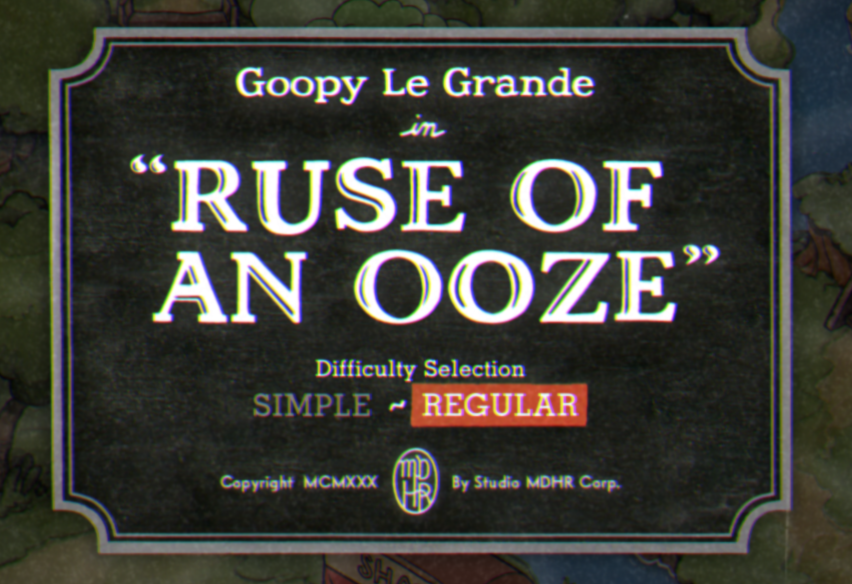 Goopy Le Grande
in
“RUSE OF
AN OOZE”
Difficulty Selection
SIMPLE ~ REGULAR
Copyright MCMXXX MDHR By Studio MDHR Corp.